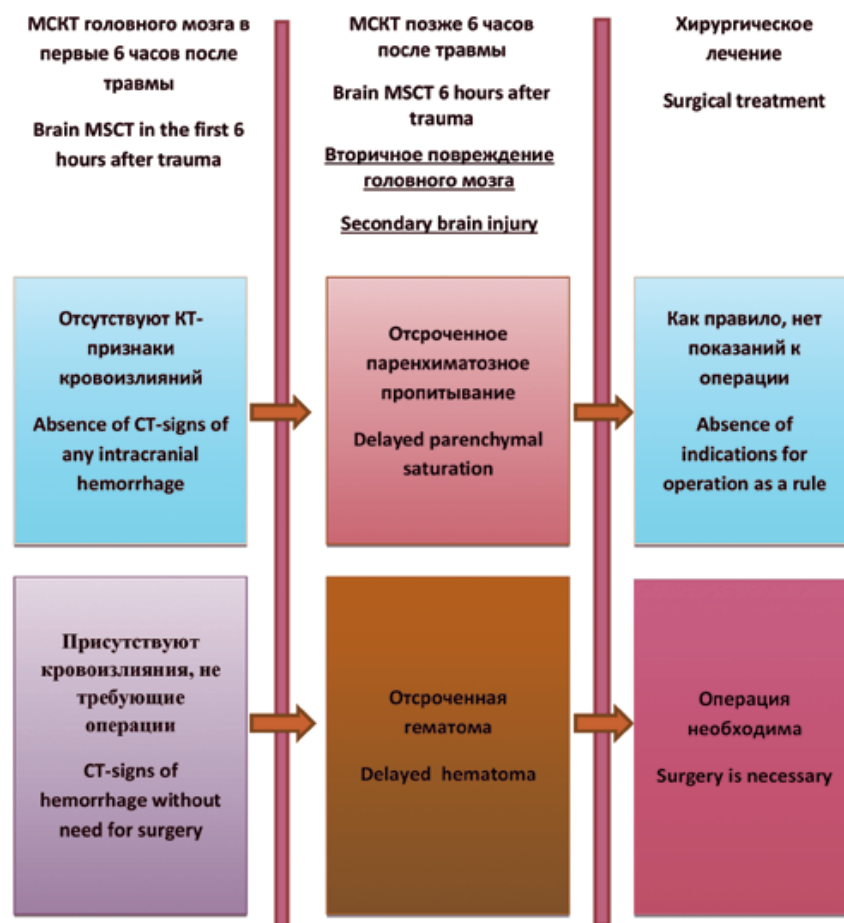 МСКТ головного мозга в
первые 6 часов после
травмы
Brain MSCT in the first 6
hours after trauma
МСКТ позже 6 часов
после травмы
Brain MSCT 6 hours after
trauma
Вторичное повреждение
головного мозга
Secondary brain injury
Хирургическое
лечение
Surgical treatment
Отсутствуют КТ-
признаки
кровоизлияний
Absence of CT-signs of
any intracranial
hemorrhage
Отсроченное
паренхиматозное
пропитывание
Delayed parenchymal
saturation
Как правило, нет
показаний к
операции
Absence of
indications for
operation as a rule
Присутствуют
кровоизлияния, не
требующие
операции
CT-signs of
hemorrhage without
need for surgery
Отсроченная
гематома
Delayed hematoma
Операция
необходима
Surgery is necessary